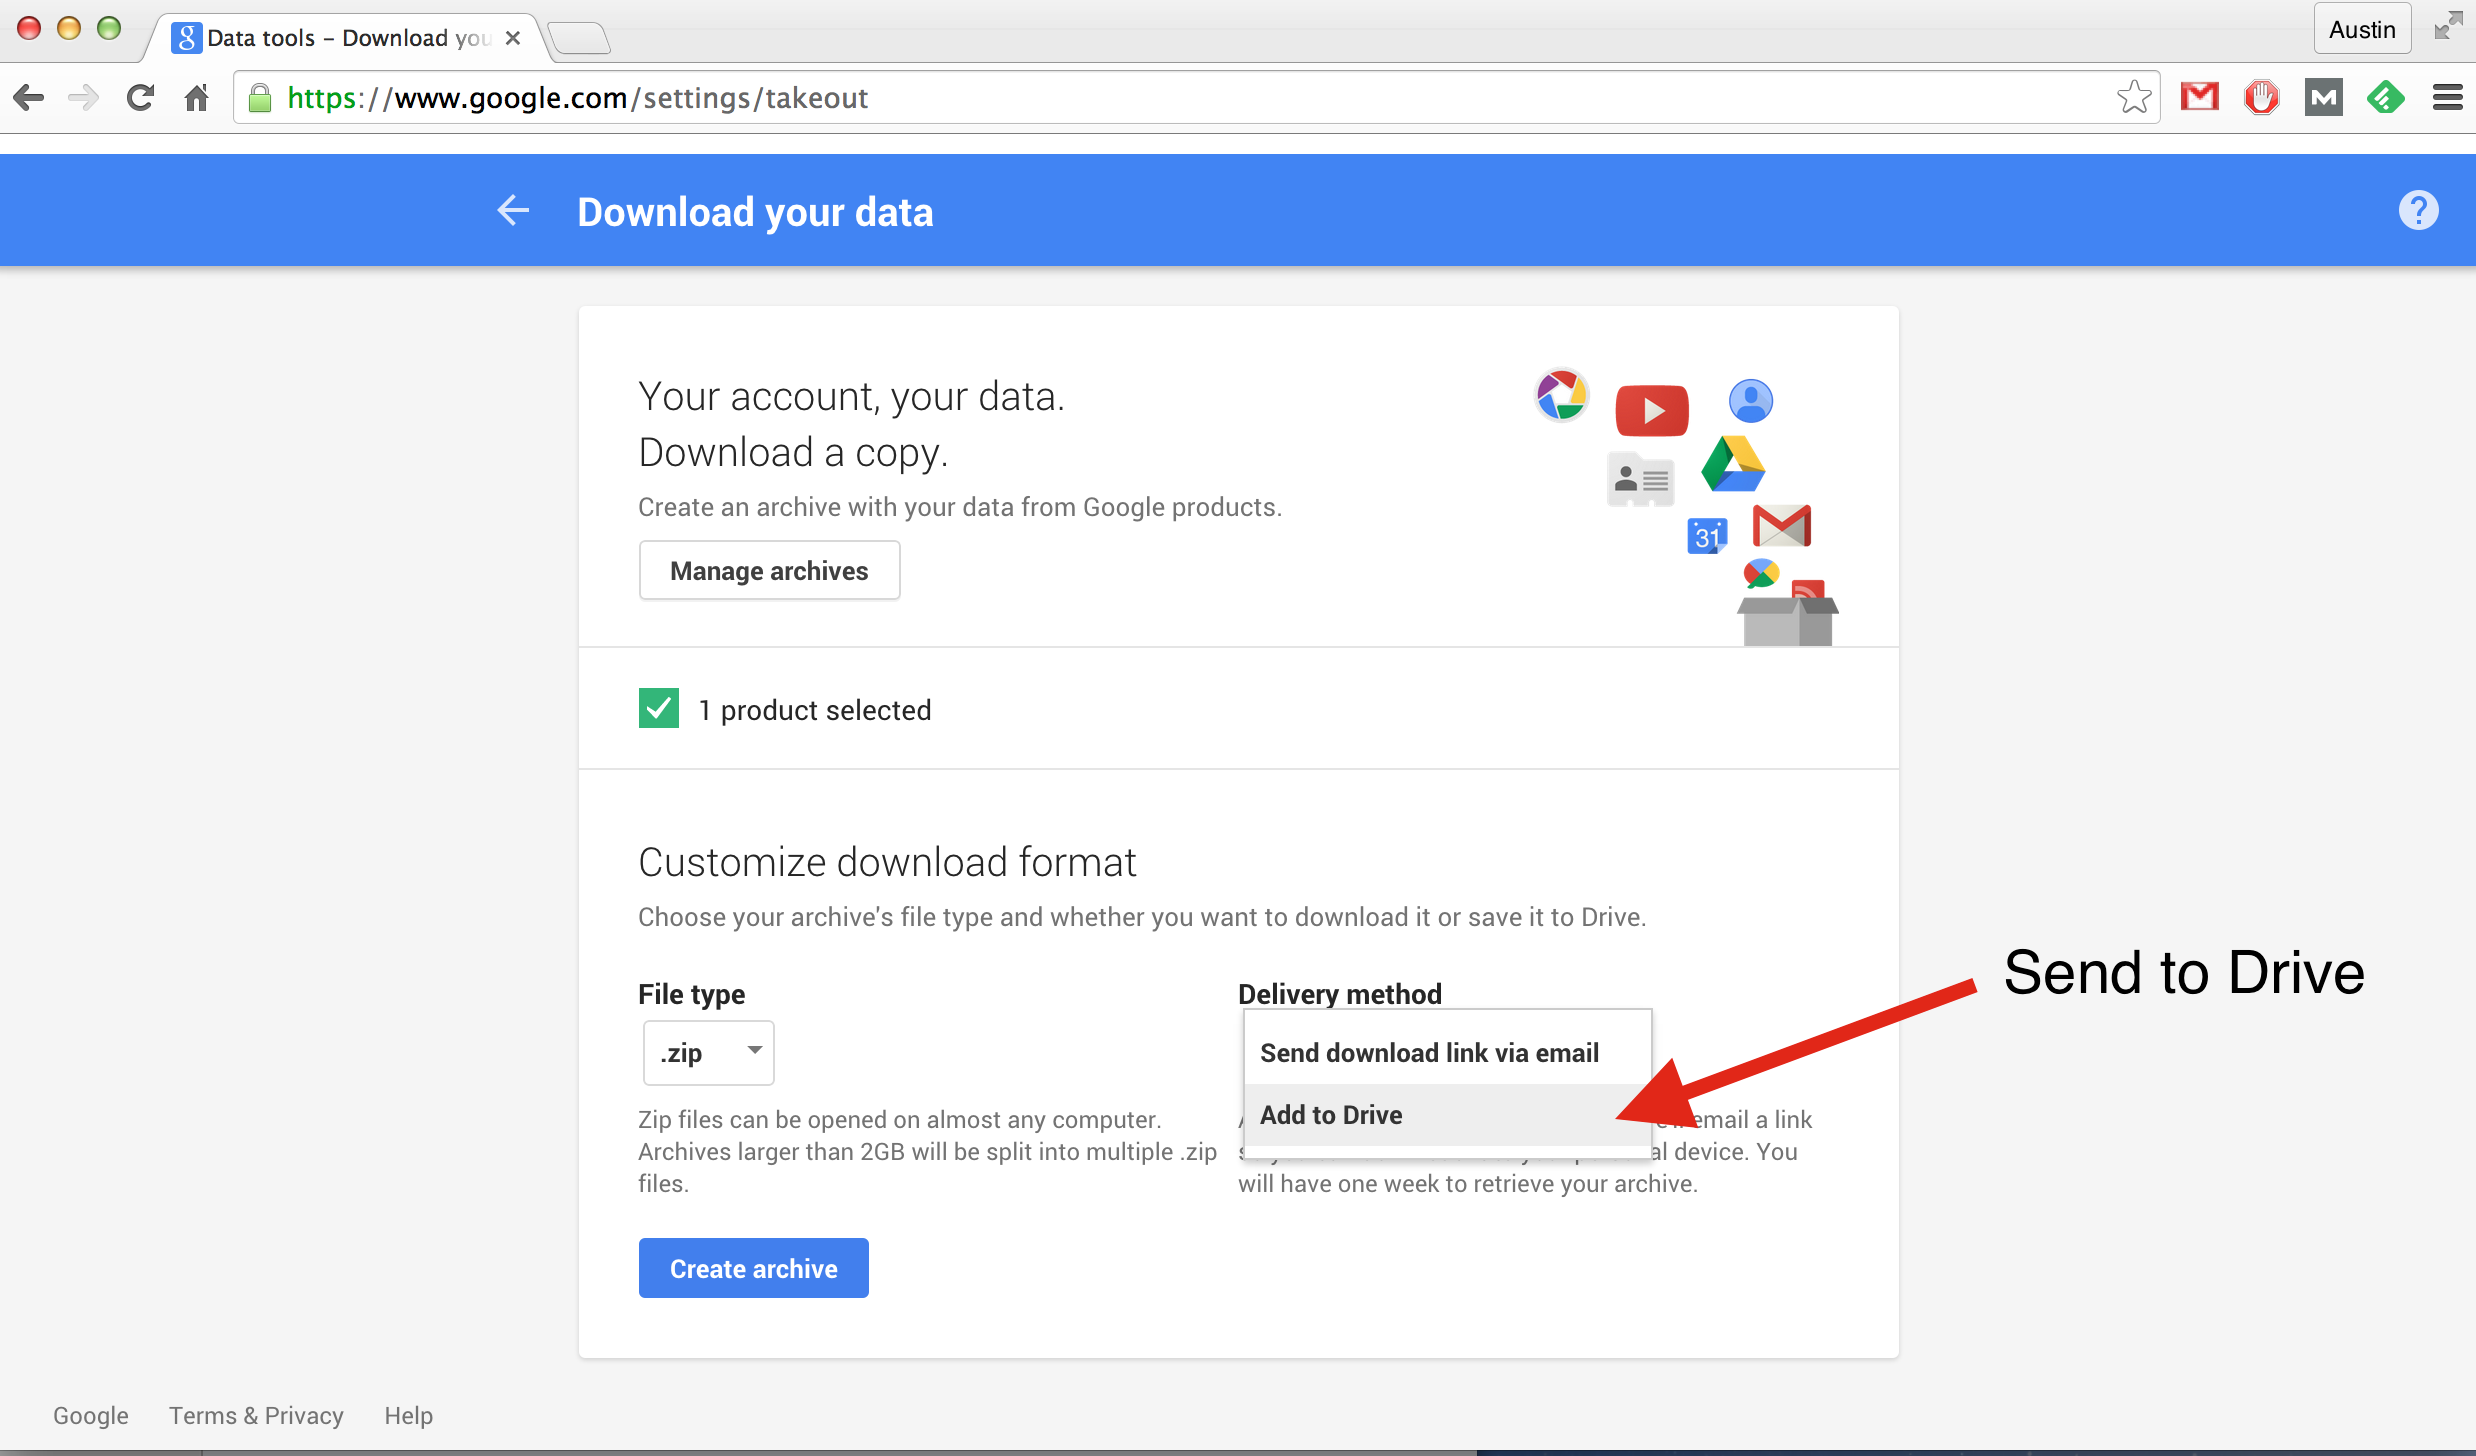 Data tools – Download you
Austin
https://www.google.com/settings/takeout
Download your data
?
Your account, your data.
Download a copy.
Create an archive with your data from Google products.
31
Manage archives
1 product selected
Customize download format
Choose your archive's file type and whether you want to download it or save it to Drive.
Send to Drive
File type
.zip
Zip files can be opened on almost any computer.
Archives larger than 2GB will be split into multiple .zip
files.
Delivery method
Send download link via email
Add to Drive
email a link
device. You
will have one week to retrieve your archive.
Create archive
Google Terms & Privacy Help